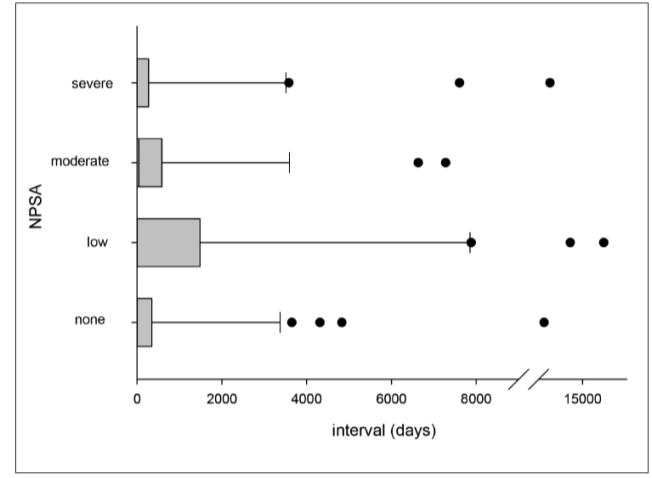 severe
moderate
NPSA
low
none
0 2000 4000 6000 8000 15000
interval (days)